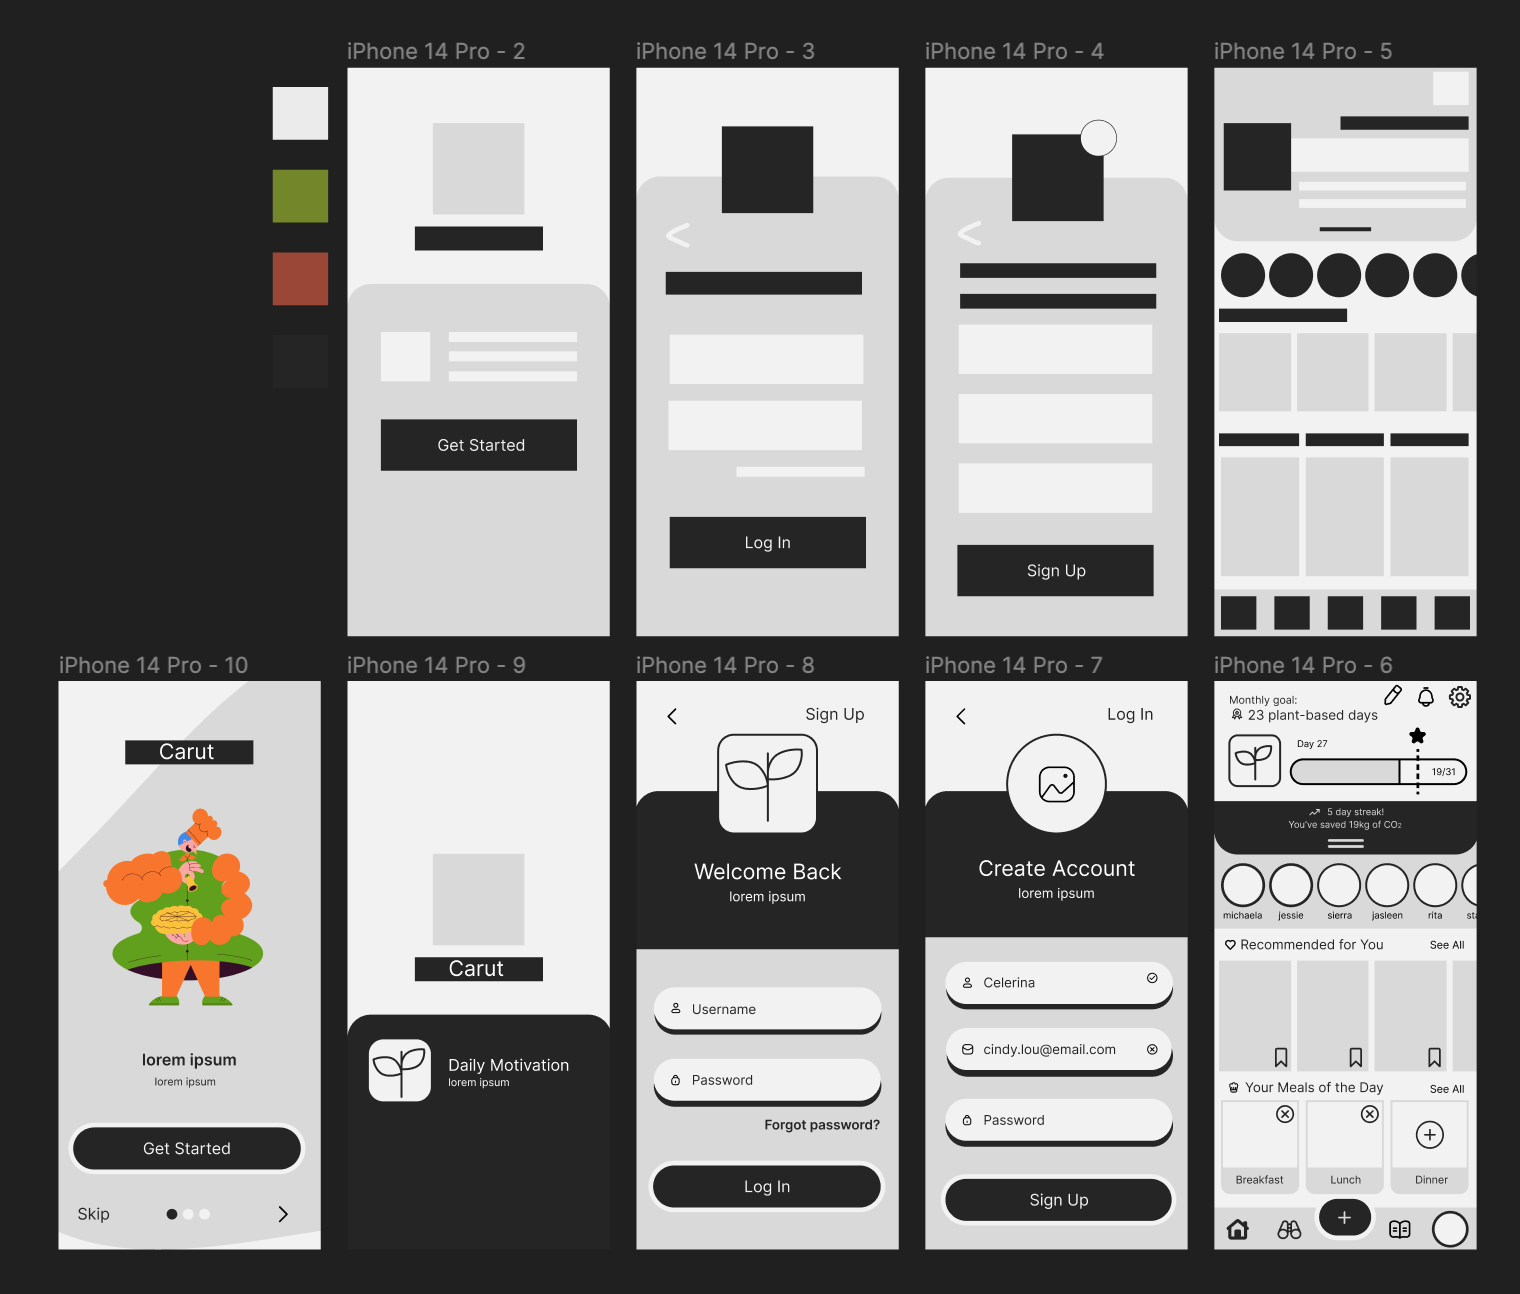 iPhone 14 Pro - 2
iPhone 14 Pro - 3
iPhone 14 Pro - 4
iPhone 14 Pro - 5
Get Started
Log In
Sign Up
iPhone 14 Pro - 10
iPhone 14 Pro - 9
iPhone 14 Pro - 8
iPhone 14 Pro - 7
iPhone 14 Pro - 6
Carut
lorem ipsum
lorem ipsum
Get Started
Skip
Carut
Daily Motivation
lorem ipsum
Sign Up
Welcome Back
lorem ipsum
Username
Password
Forgot password?
Log In
Log In
Create Account
lorem ipsum
Celerina
cindy.lou@email.com
Password
Sign Up
Monthly goal:
23 plant-based days
Day 27
19/31
5 day streak!
You've saved 19kg of CO2
michaela jessie sierra jasleen rita sta
Recommended for You See All
Your Meals of the Day See All
Breakfast Lunch Dinner